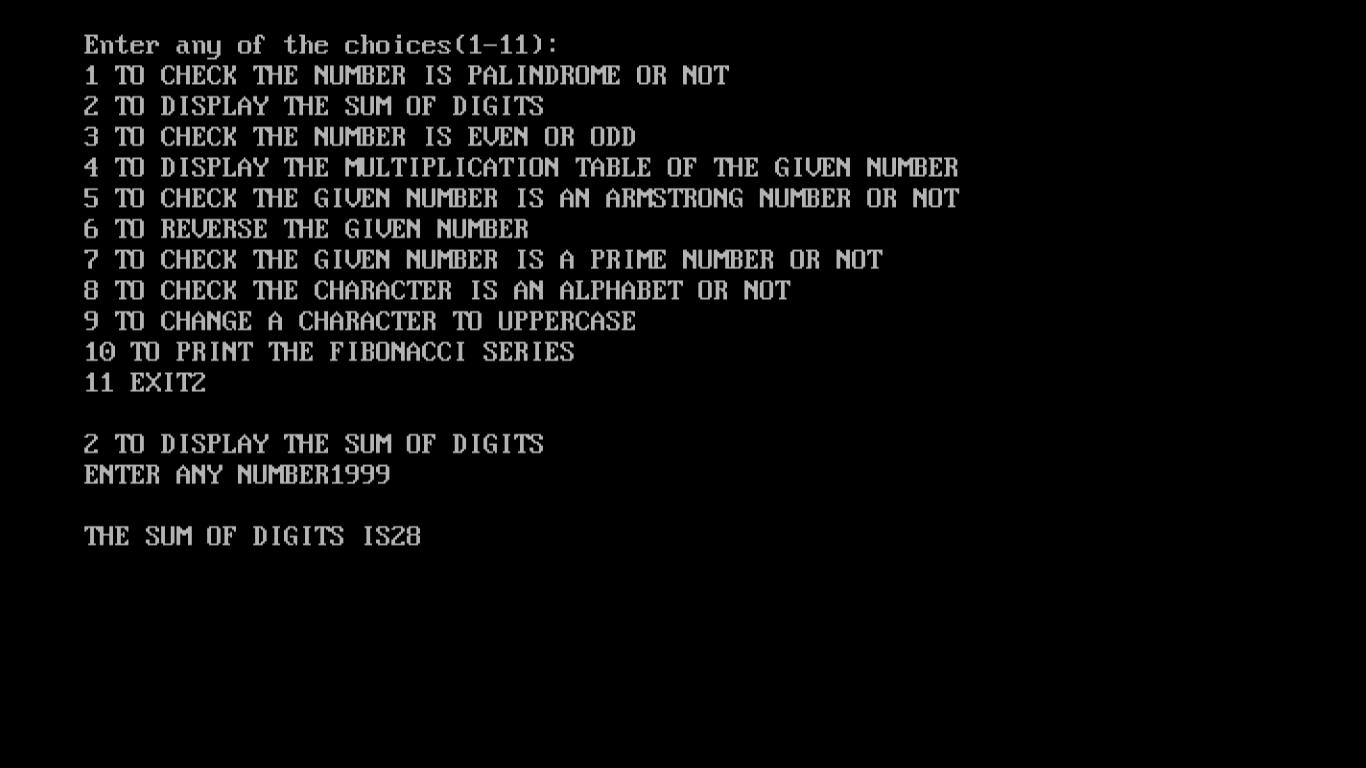 Enter any of the choices(1-11):
1 TO CHECK THE NUMBER IS PALINDROME OR NOT
2 TO DISPLAY THE SUM OF DIGITS
3 TO CHECK THE NUMBER IS EVEN OR ODD
4 TO DISPLAY THE MULTIPLICATION TABLE OF THE GIVEN NUMBER
5 TO CHECK THE GIVEN NUMBER IS AN ARMSTRONG NUMBER OR NOT
6 TO REVERSE THE GIVEN NUMBER
7 TO CHECK THE GIVEN NUMBER IS A PRIME NUMBER OR NOT
8 TO CHECK THE CHARACTER IS AN ALPHABET OR NOT
9 TO CHANGE A CHARACTER TO UPPERCASE
10 TO PRINT THE FIBONACCI SERIES
11 EXIT2
2 TO DISPLAY THE SUM OF DIGITS
ENTER ANY NUMBER1999
THE SUM OF DIGITS IS28